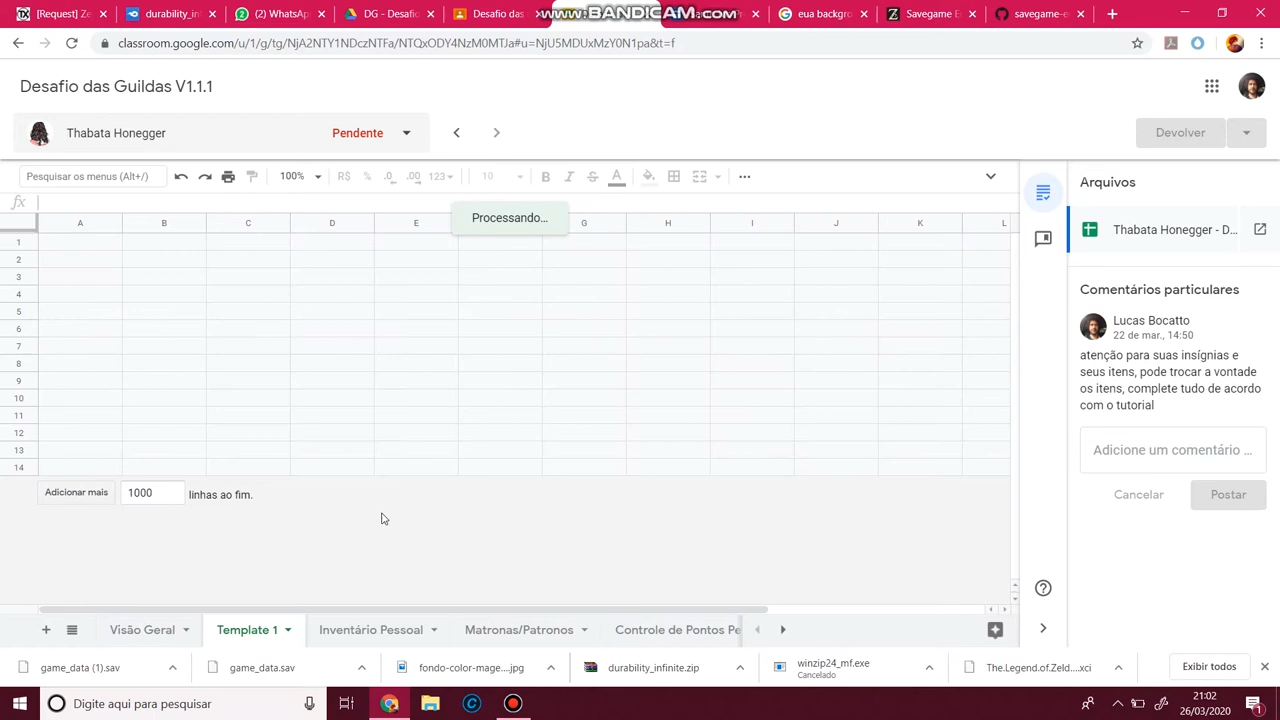 [Request] Ze
durability_inf
(2) WhatsAp
DG - Desafio
Desafio das
www.BANDICAM.com
eua backgro
Savegame E
savegame-e
classroom.google.com/u/1/g/tg/NjA2NTY1NDczNTFa/NTQxODY4NzM0MTJa#u=NjU5MDUxMzY0N1pa&t=f
Desafio das Guildas V1.1.1
Thabata Honegger
Pendente
Devolver
Pesquisar os menus (Alt+/)
100%
R$ % .0 .00 123
10
B I S A
Arquivos
fx
Processando...
Thabata Honegger - D...
A B C D E G H I J K L
1
2
3
4
5
6
7
8
9
10
11
12
13
14
Comentários particulares
Lucas Bocatto
22 de mar., 14:50
atenção para suas insígnias e
seus itens, pode trocar a vontade
os itens, complete tudo de acordo
com o tutorial
Adicione um comentário ...
Cancelar
Postar
Adicionar mais
1000
linhas ao fim.
Visão Geral
Template 1
Inventário Pessoal
Matronas/Patronos
Controle de Pontos Pe
game_data (1).sav
game_data.sav
fondo-color-mage....jpg
durability_infinite.zip
winzip24_mf.exe
Cancelado
The.Legend.of.Zeld....xci
Exibir todos
Digite aqui para pesquisar
21:02
26/03/2020
1